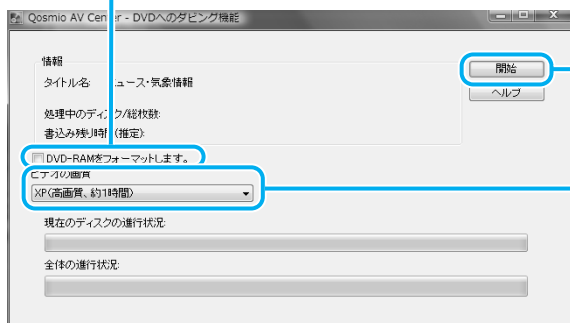 Qosmio AV Center - DVDへのダビング機能
情報
開始
タイトル名: ュース・気象情報
ヘルプ
処理中のディスク/総枚数:
書込み残り時間(推定):
DVD-RAMをフォーマットします。
ビデオの画質
XP(高画質、約1時間)
現在のディスクの進行状況:
全体の進行状況: